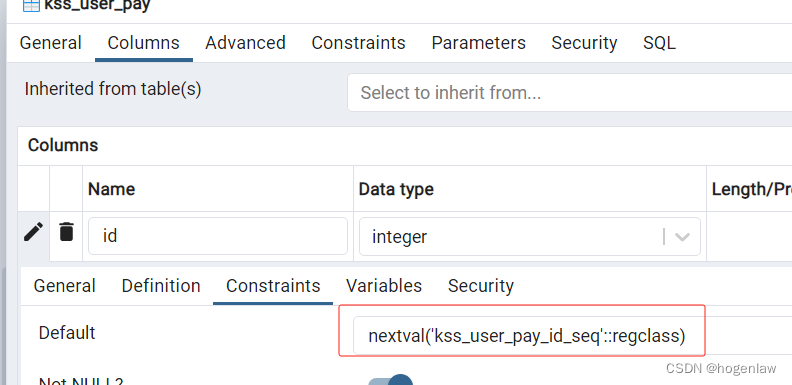 kss_user_pay
General Columns Advanced Constraints Parameters Security SQL
Inherited from table(s) Select to inherit from...
Columns
Name Data type Length/Pr
id integer
General Definition Constraints Variables Security
Default nextval('kss_user_pay_id_seq'::regclass)
Not NULL?
CSDN @hogenlaw